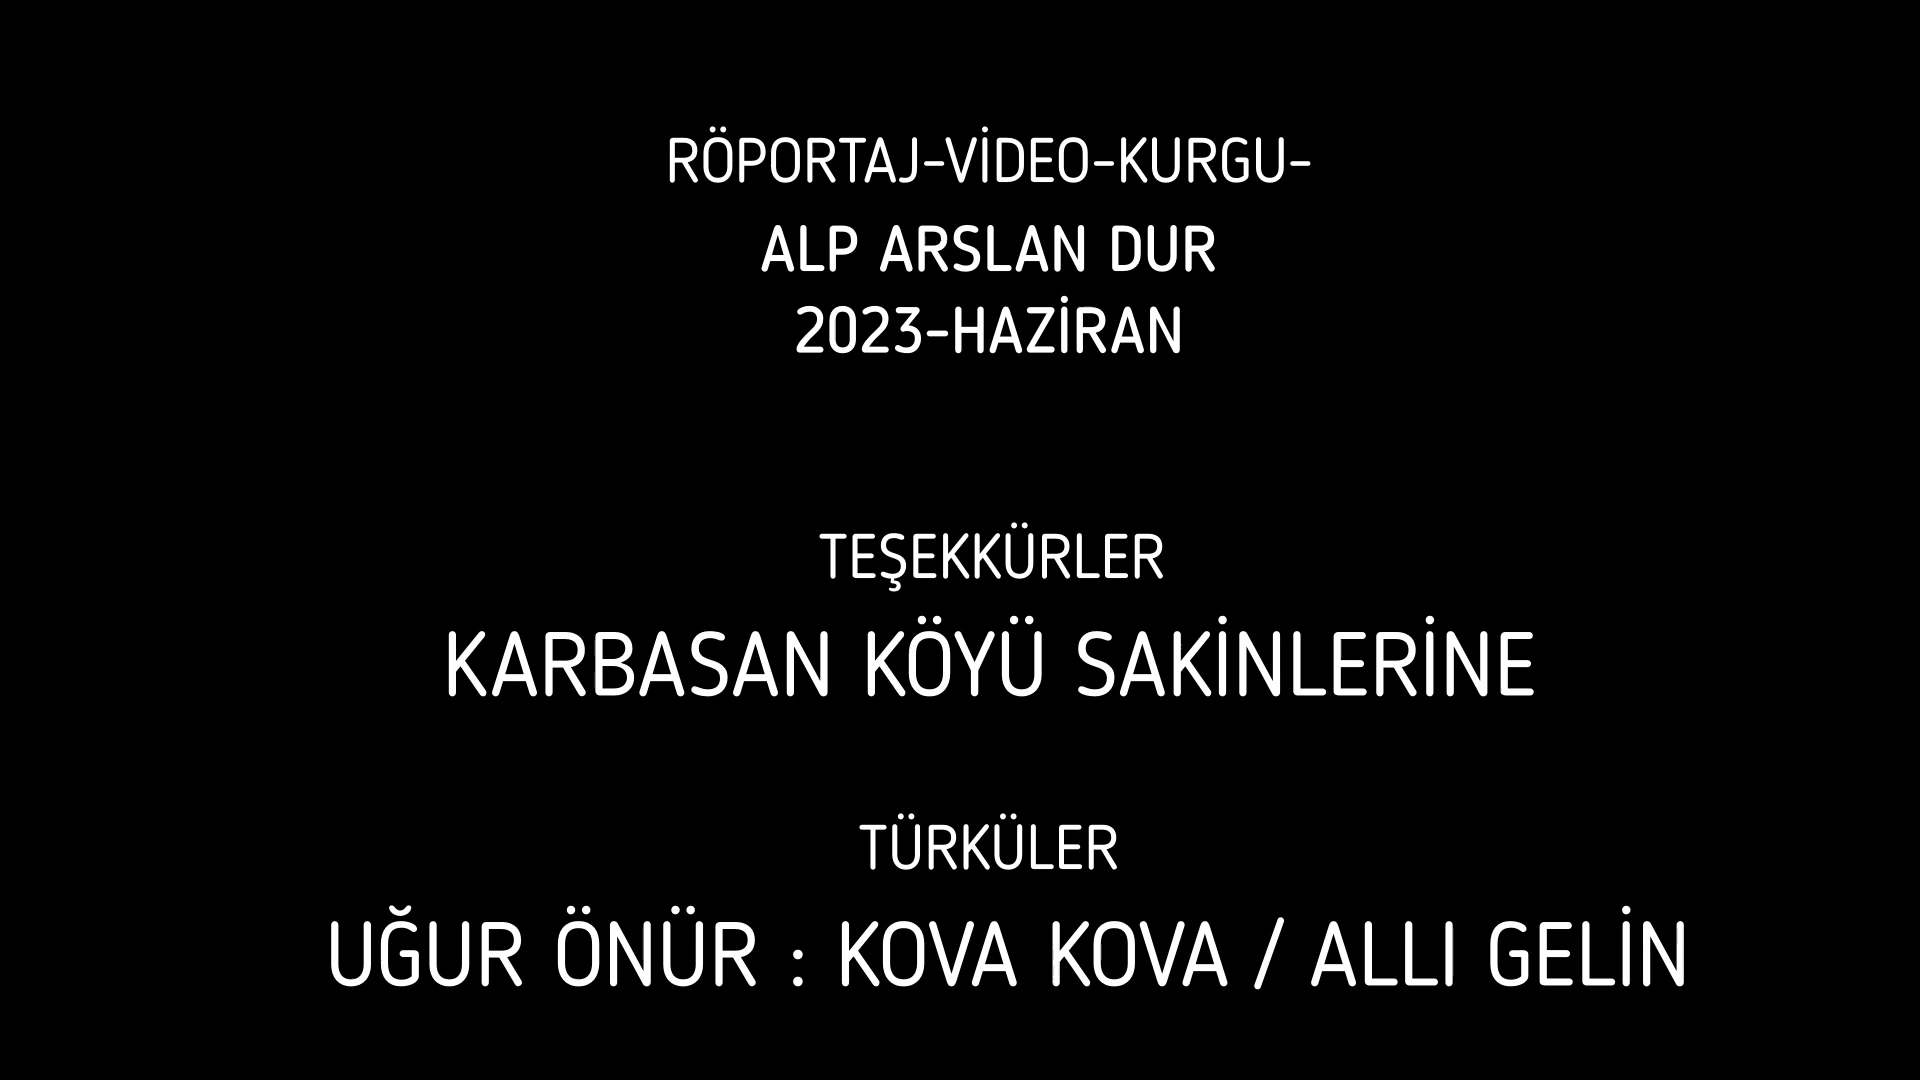 RÖPORTAJ-VİDEO-KURGU-
ALP ARSLAN DUR
2023-HAZİRAN
TEŞEKKÜRLER
KARBASAN KÖYÜ SAKİNLERİNE
TÜRKÜLER
UĞUR ÖNÜR : KOVA KOVA / ALLI GELİN